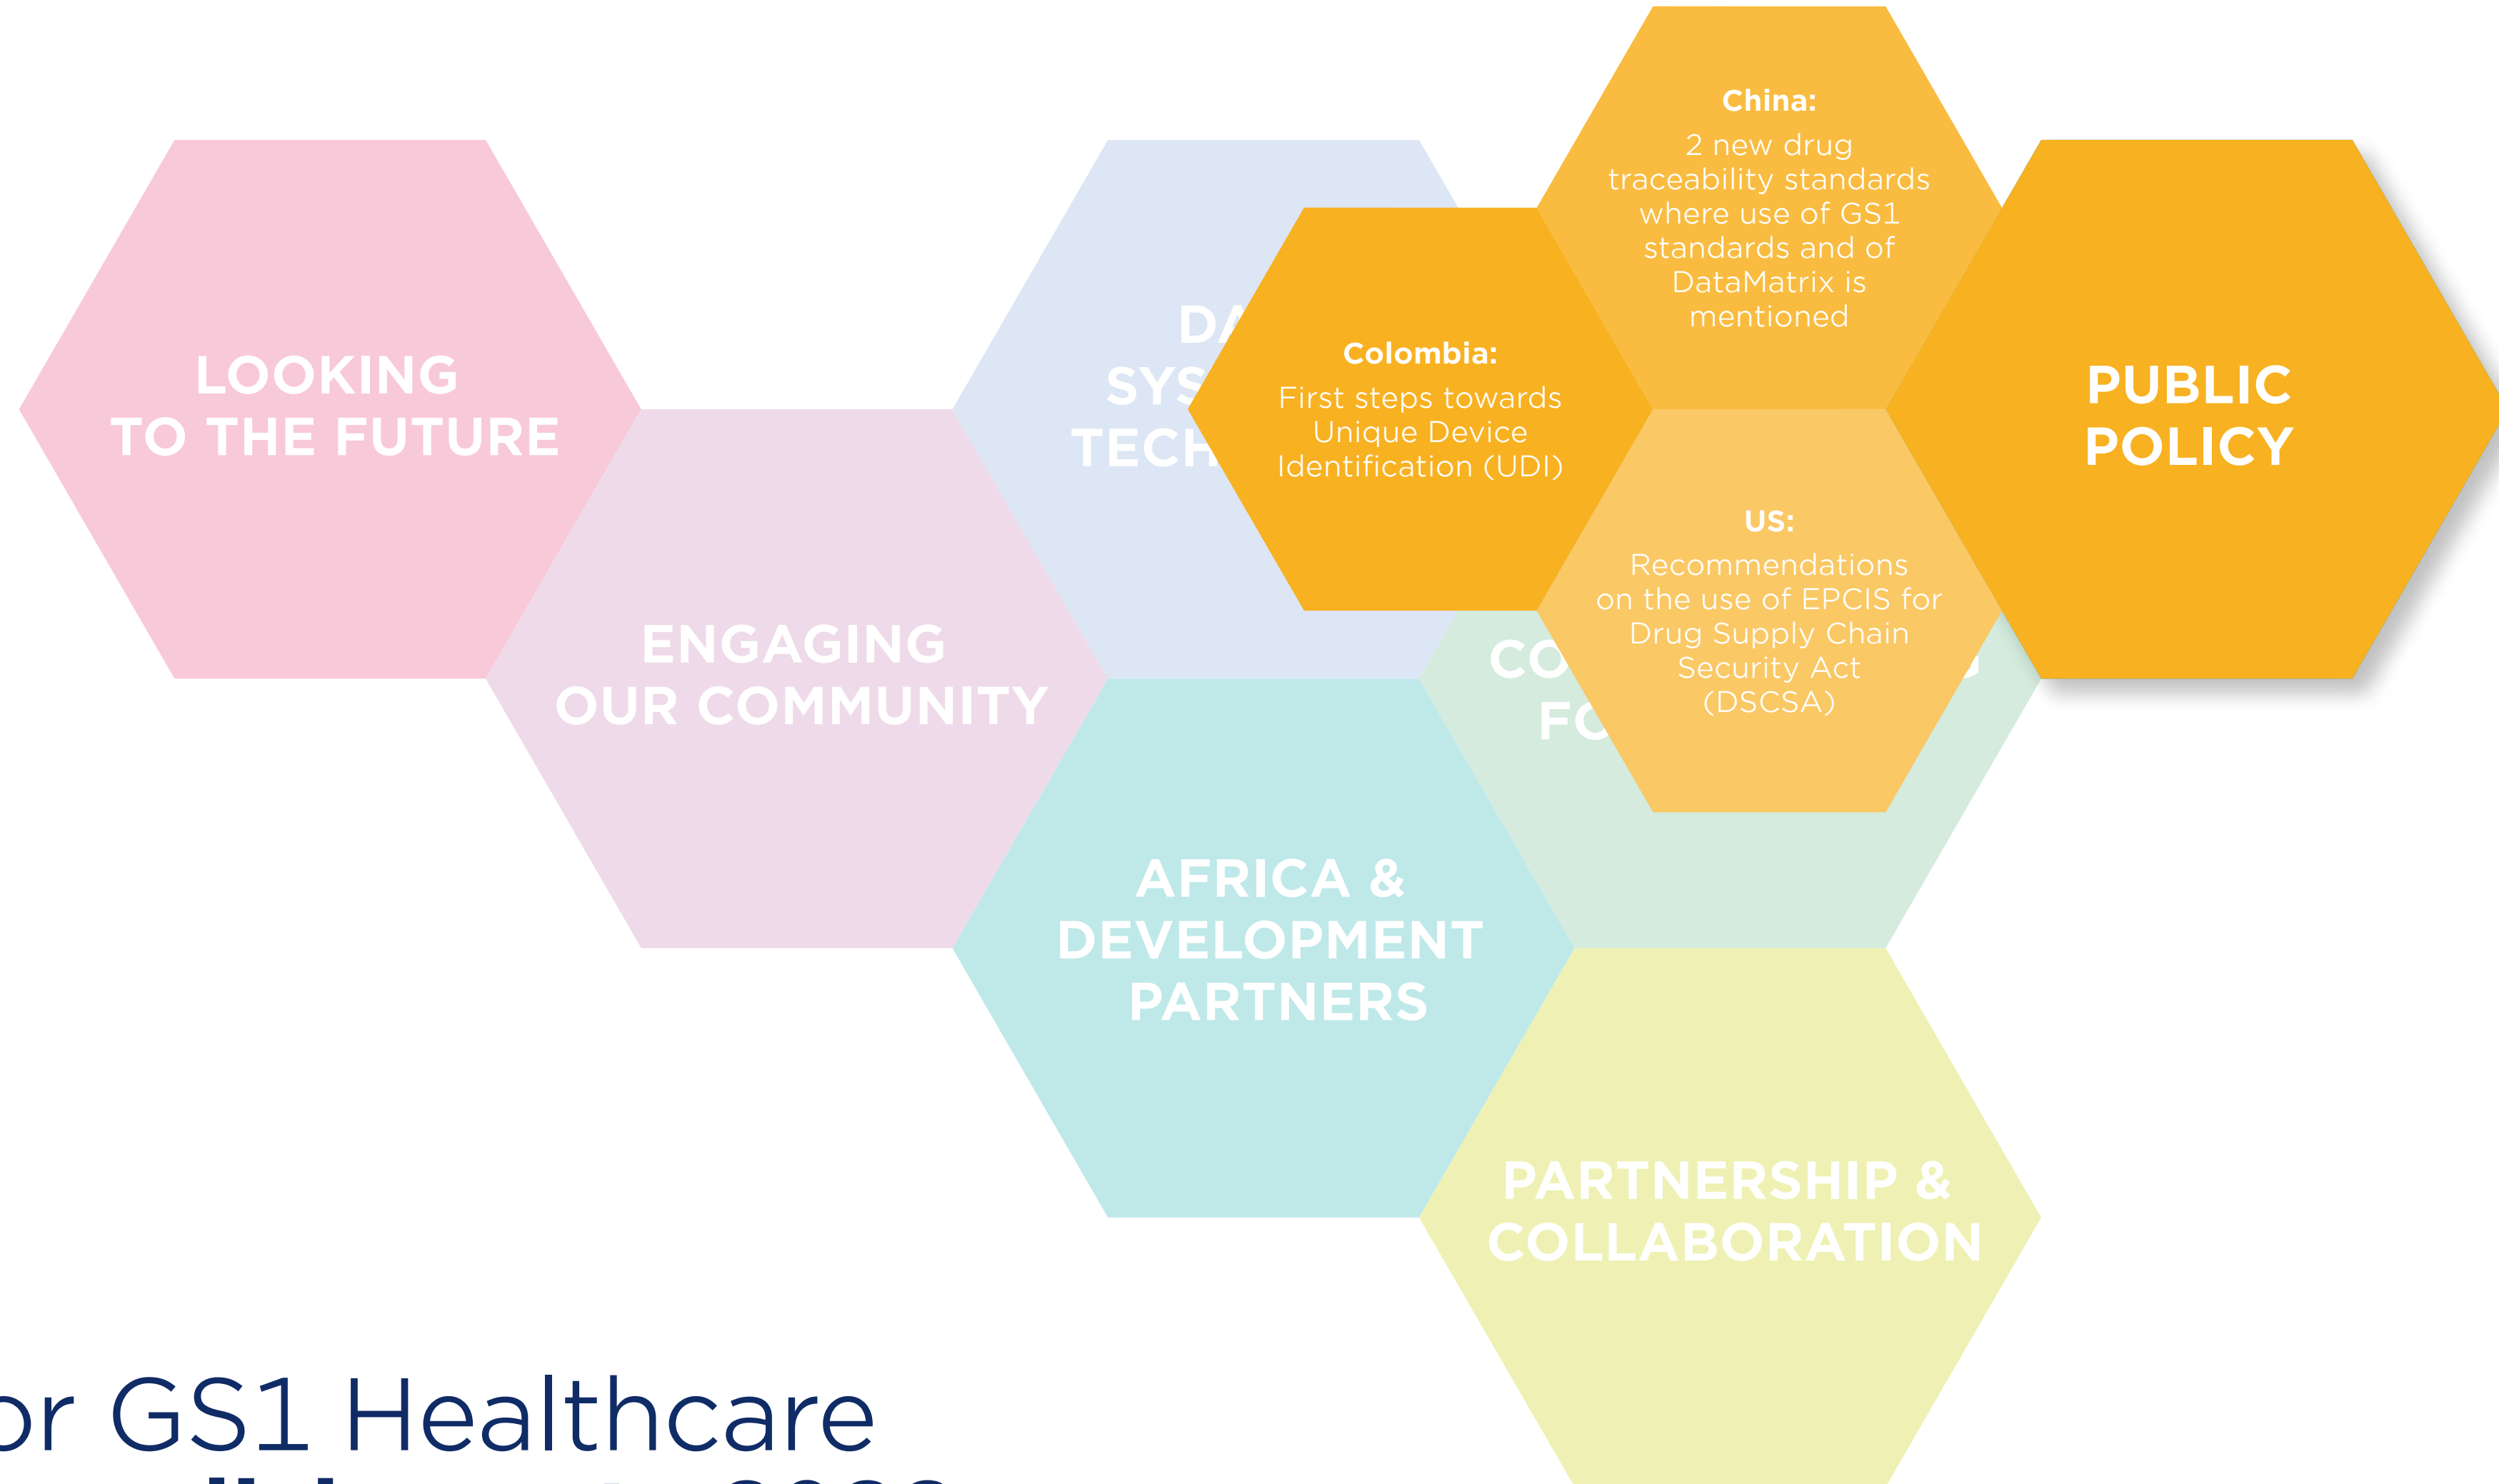 China:
2 new drug
traceability standards
where use of GS1
standards and of
DataMatrix is
mentioned
LOOKING
TO THE FUTURE
Colombia:
First steps towards
Unique Device
Identification (UDI)
PUBLIC
POLICY
US:
Recommendations
on the use of EPCIS for
Drug Supply Chain
Security Act
(DSCSA)
ENGAGING
OUR COMMUNITY
AFRICA &
DEVELOPMENT
PARTNERS
PARTNERSHIP &
COLLABORATION
GS1 Healthcare